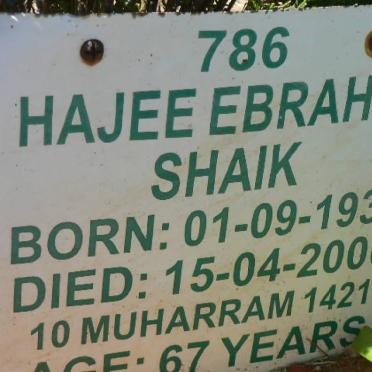 786
HAJEE EBRAH
SHAIK
BORN: 01-09-193
DIED: 15-04-200
10 MUHARRAM 1421
AGE: 67 YEARS